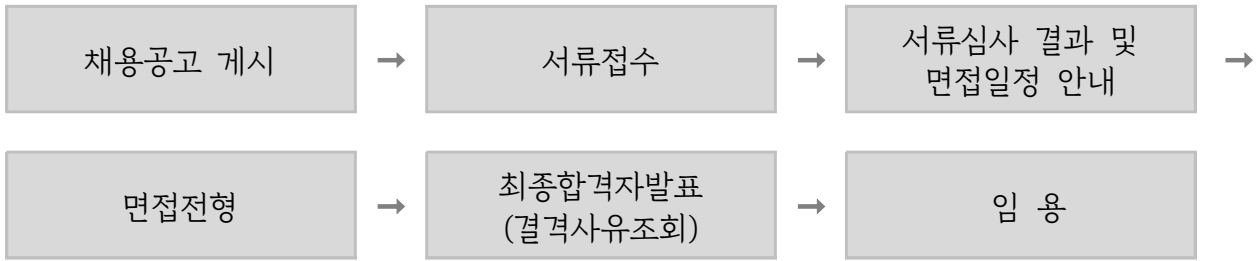 채용공고 게시 → 서류접수 → 서류심사 결과 및
면접일정 안내 →
면접전형 → 최종합격자발표
(결격사유조회) → 임 용